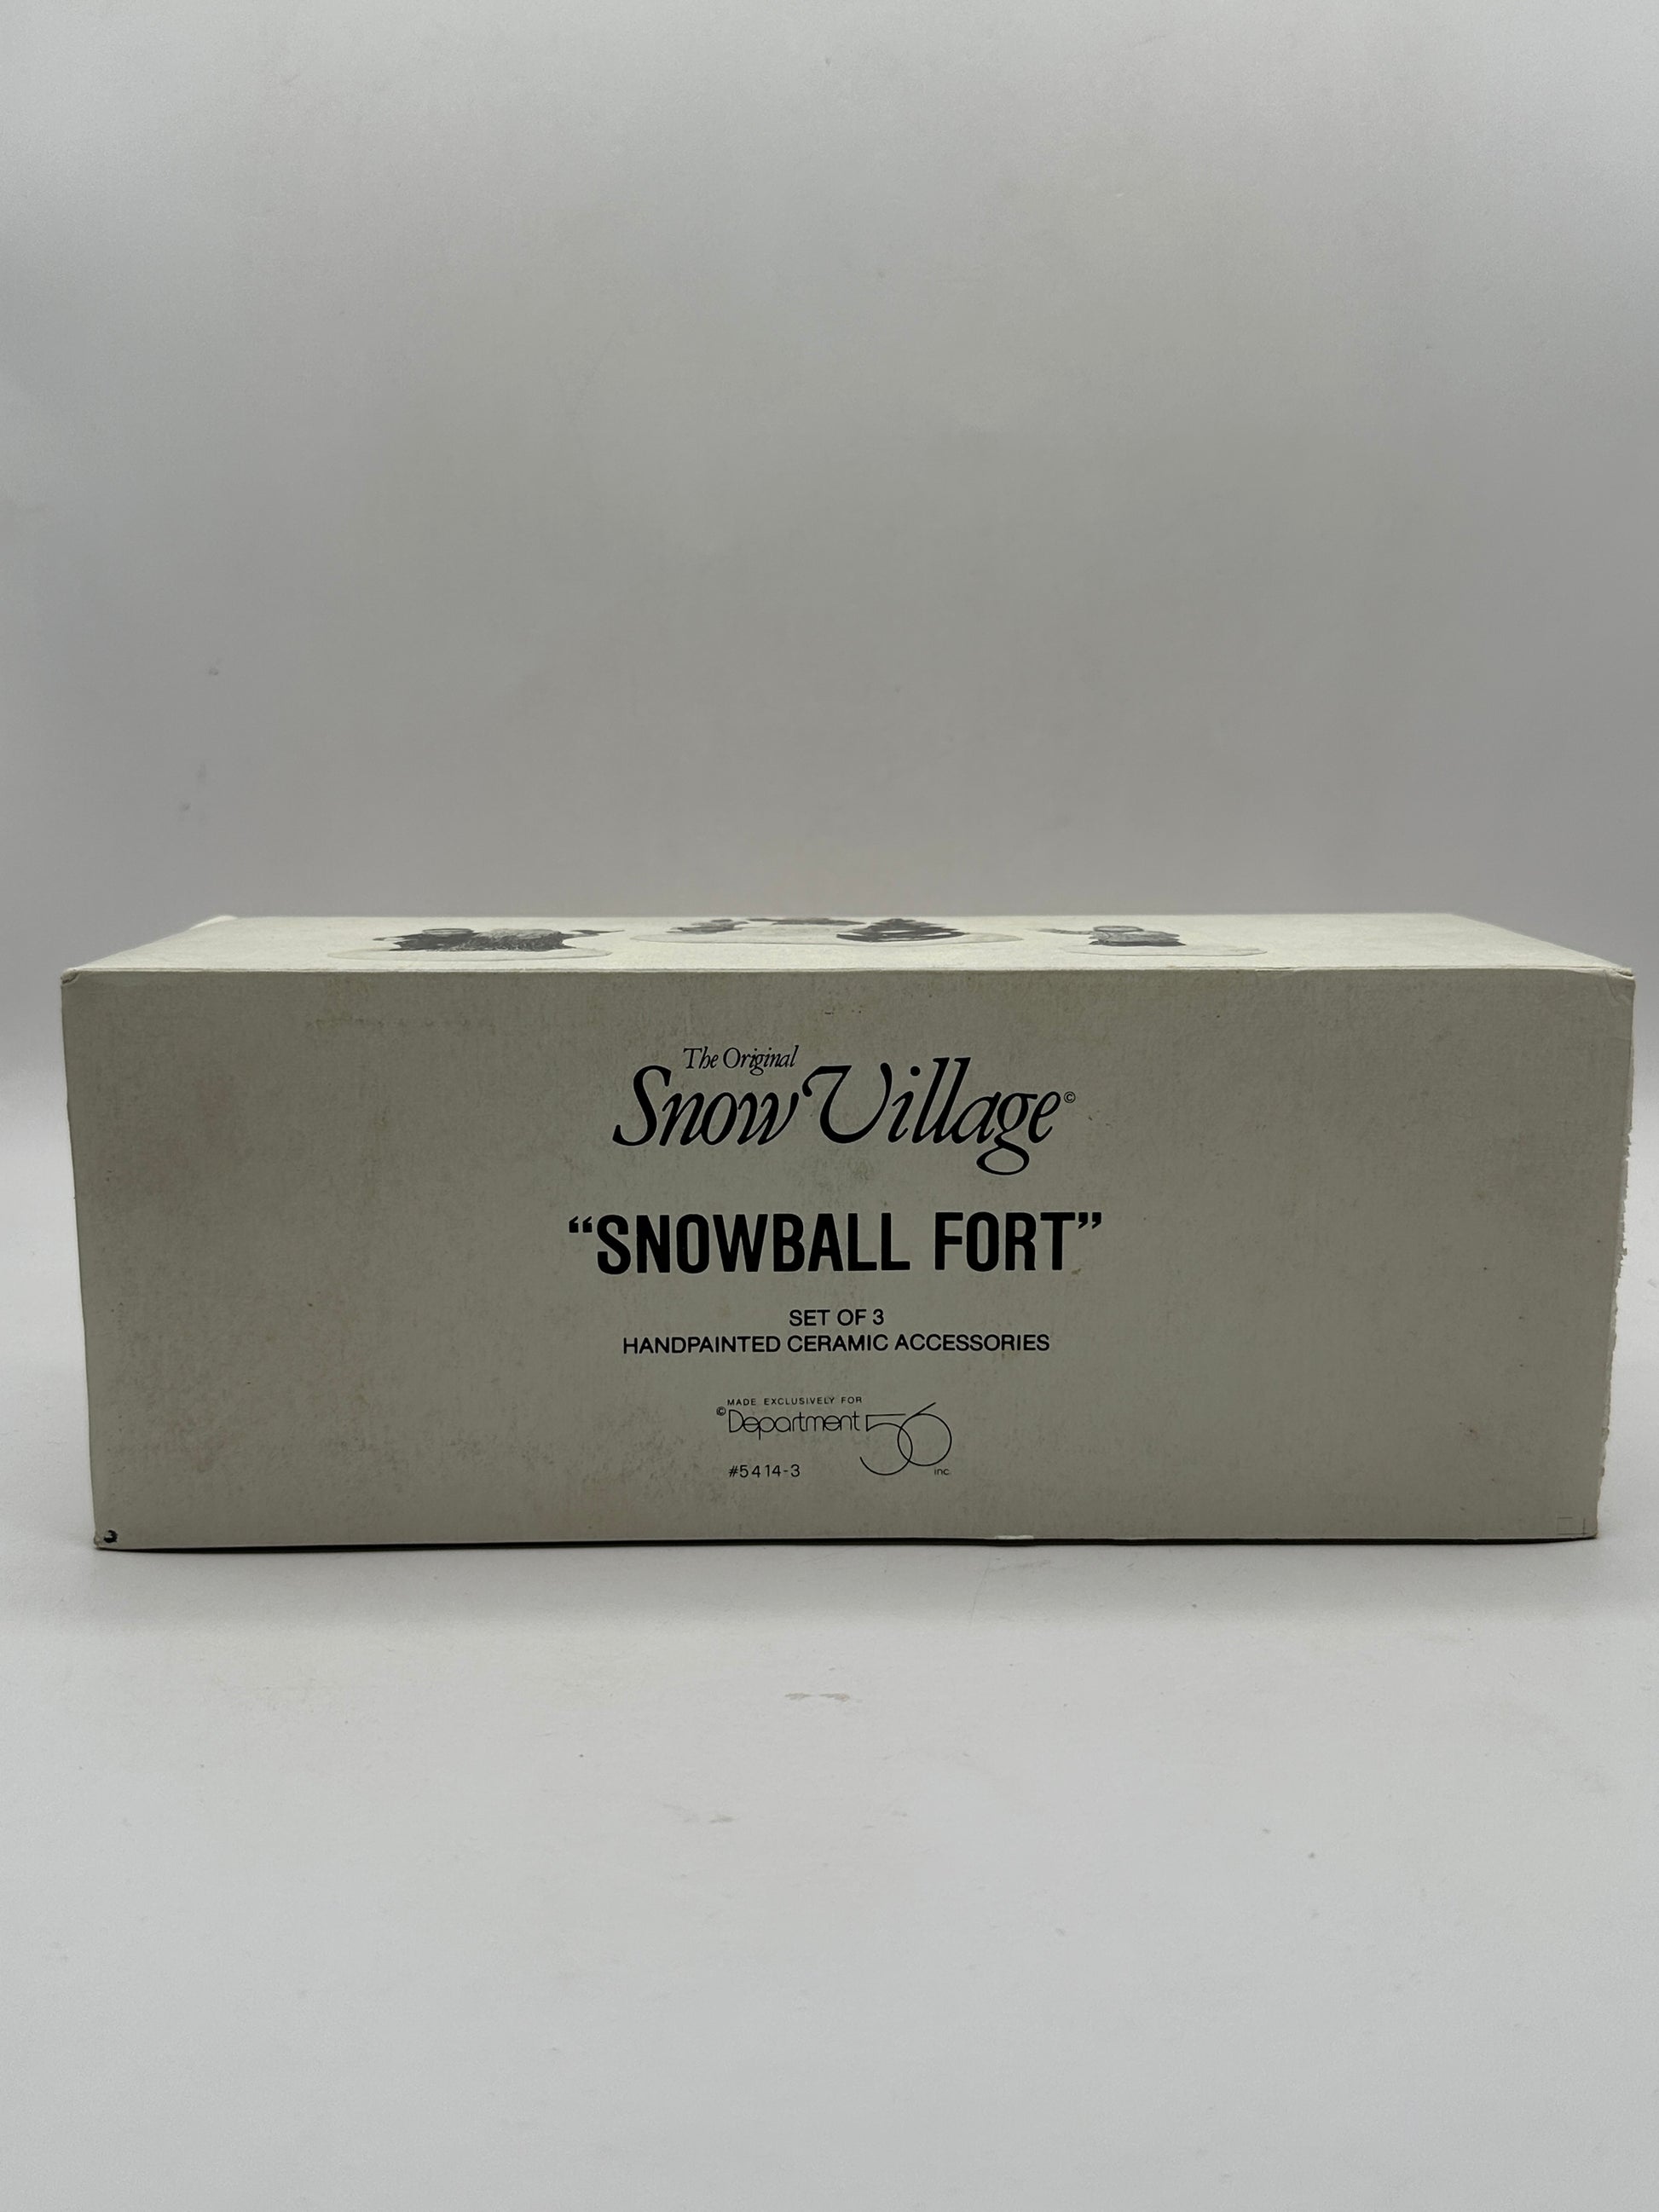 The Original
Snow Village©
“SNOWBALL FORT”
SET OF 3
HANDPAINTED CERAMIC ACCESSORIES
MADE EXCLUSIVELY FOR
©Department 56
#5414-3 inc.